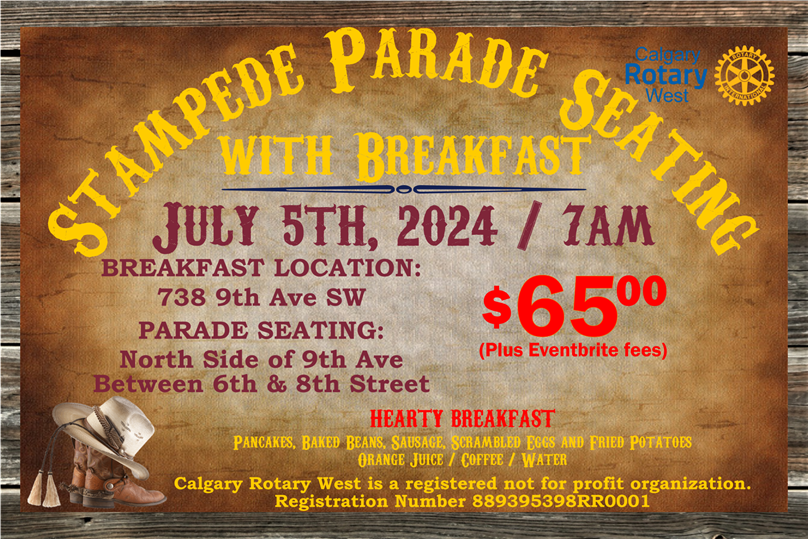 Stampede Parade Seating
with Breakfast
Calgary
Rotary
West
ROTARY
INTERNATIONAL
July 5th, 2024 / 7am
BREAKFAST LOCATION:
738 9th Ave SW
PARADE SEATING:
North Side of 9th Ave
Between 6th & 8th Street
$6500
(Plus Eventbrite fees)
Hearty Breakfast
Pancakes, Baked Beans, Sausage, Scrambled Eggs and Fried Potatoes
Orange Juice / Coffee / Water
Calgary Rotary West is a registered not for profit organization.
Registration Number 889395398RR0001